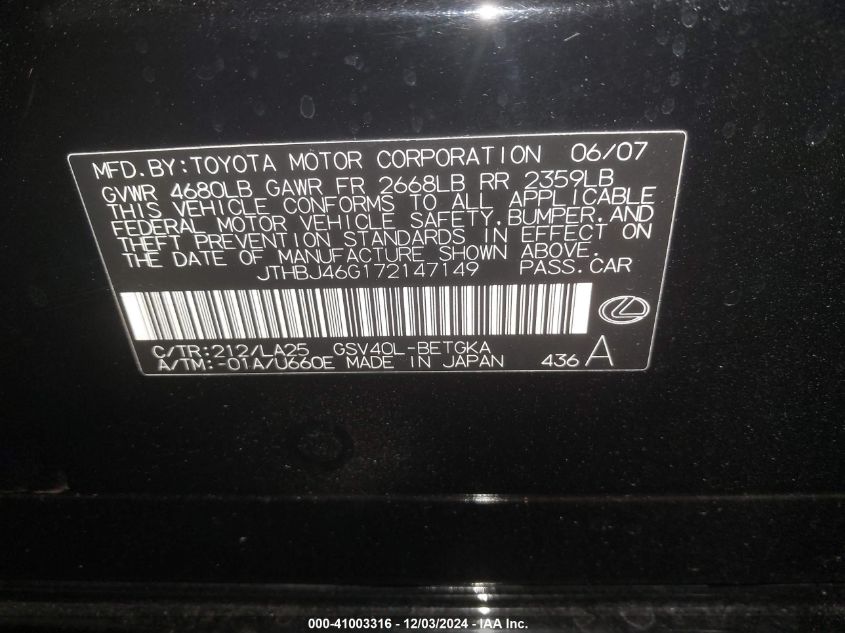 MFD.BY:TOYOTA MOTOR CORPORATION 06/07
GVWR 4680LB GAWR FR 2668LB RR 2359LB
THIS VEHICLE CONFORMS TO ALL APPLICABLE
FEDERAL MOTOR VEHICLE SAFETY,BUMPER,AND
THEFT PREVENTION STANDARDS IN EFFECT ON
THE DATE OF MANUFACTURE SHOWN ABOVE.
JTHBJ46G172147149 PASS.CAR
C/TR:212/LA25 GSV40L-BETGKA
A/TM:-01A/U660E MADE IN JAPAN 436 A
000-41003316 - 12/03/2024 - IAA Inc.